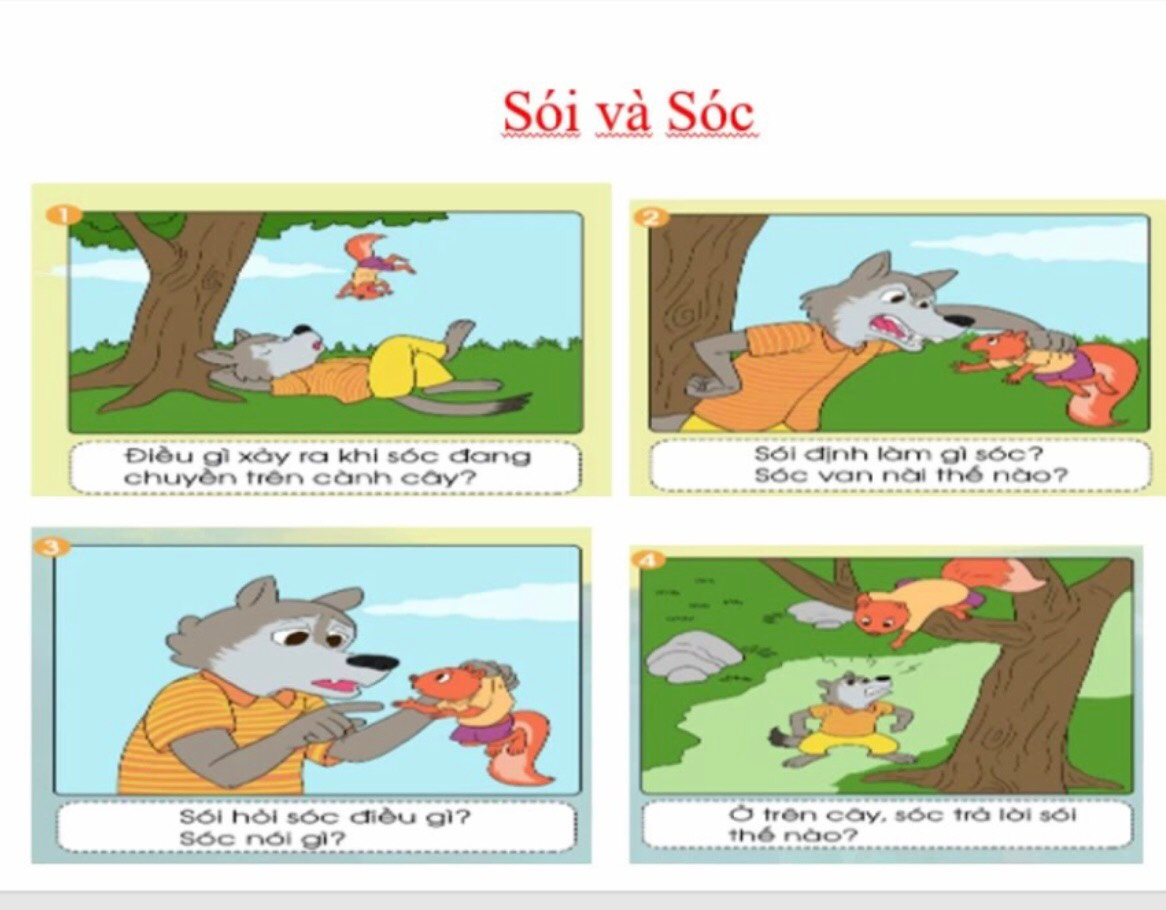 Sói và Sóc
1
Điều gì xảy ra khi sóc đang
chuyền trên cành cây?
2
Sói định làm gì sóc?
Sóc van nài thế nào?
3
Sói hỏi sóc điều gì?
Sóc nói gì?
4
Ở trên cây, sóc trả lời sói
thế nào?